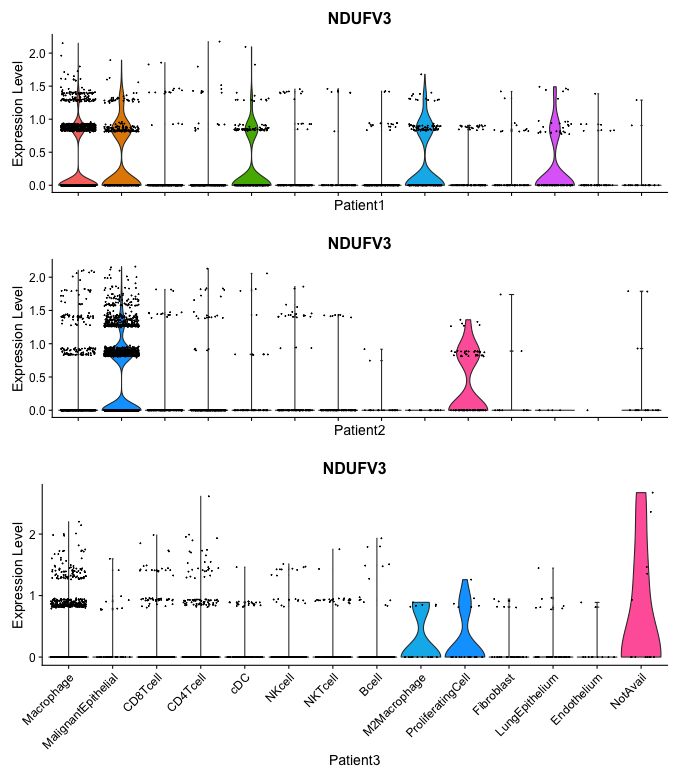 NDUFV3
Expression Level
2.0
1.5
1.0
0.5
0.0
Patient1
NDUFV3
Expression Level
2.0
1.5
1.0
0.5
0.0
Patient2
NDUFV3
Expression Level
2
1
0
Macrophage
MalignantEpithelial
CD8Tcell
CD4Tcell
cDC
NKcell
NKTcell
Bcell
M2Macrophage
ProliferatingCell
Fibroblast
LungEpithelium
Endothelium
NotAvail
Patient3